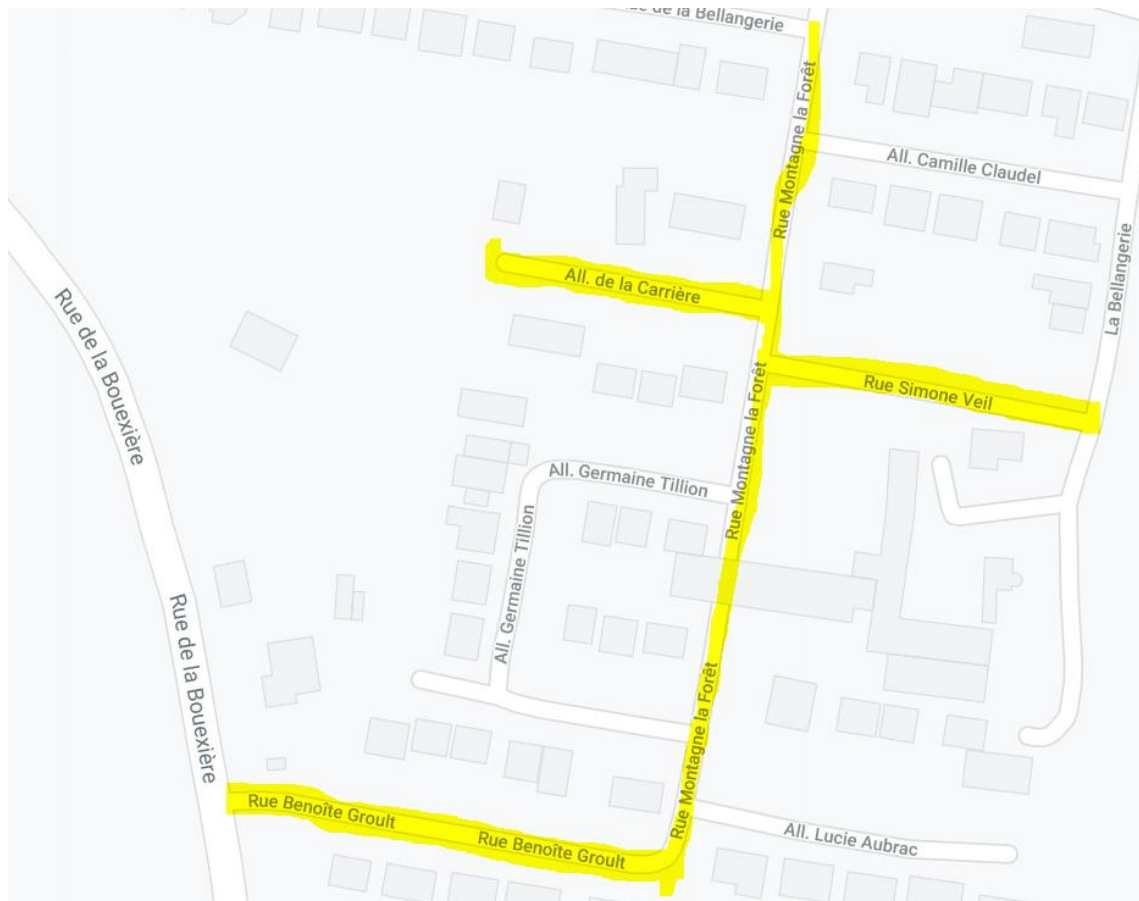 de la Bellangerie
Rue Montagne la Forêt
All. Camille Claudel
La Bellangerie
All. de la Carrière
Rue de la Bouexière
Rue Simone Veil
Rue Montagne la Forêt
All. Germaine Tillion
All. Germaine Tillion
Rue de la Bouexière
Rue Montagne la Forêt
Rue Benoîte Groult
Rue Benoîte Groult
All. Lucie Aubrac